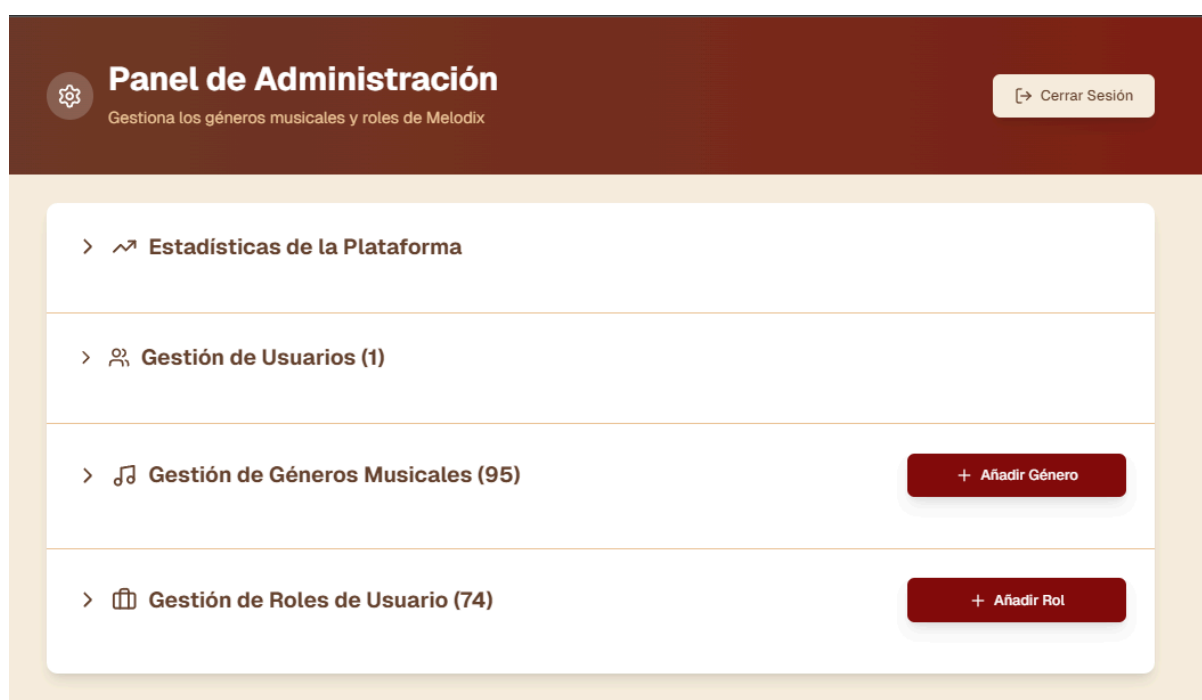 Panel de Administración
Gestiona los géneros musicales y roles de Melodix
Cerrar Sesión
Estadísticas de la Plataforma
Gestión de Usuarios (1)
Gestión de Géneros Musicales (95)
+ Añadir Género
Gestión de Roles de Usuario (74)
+ Añadir Rol